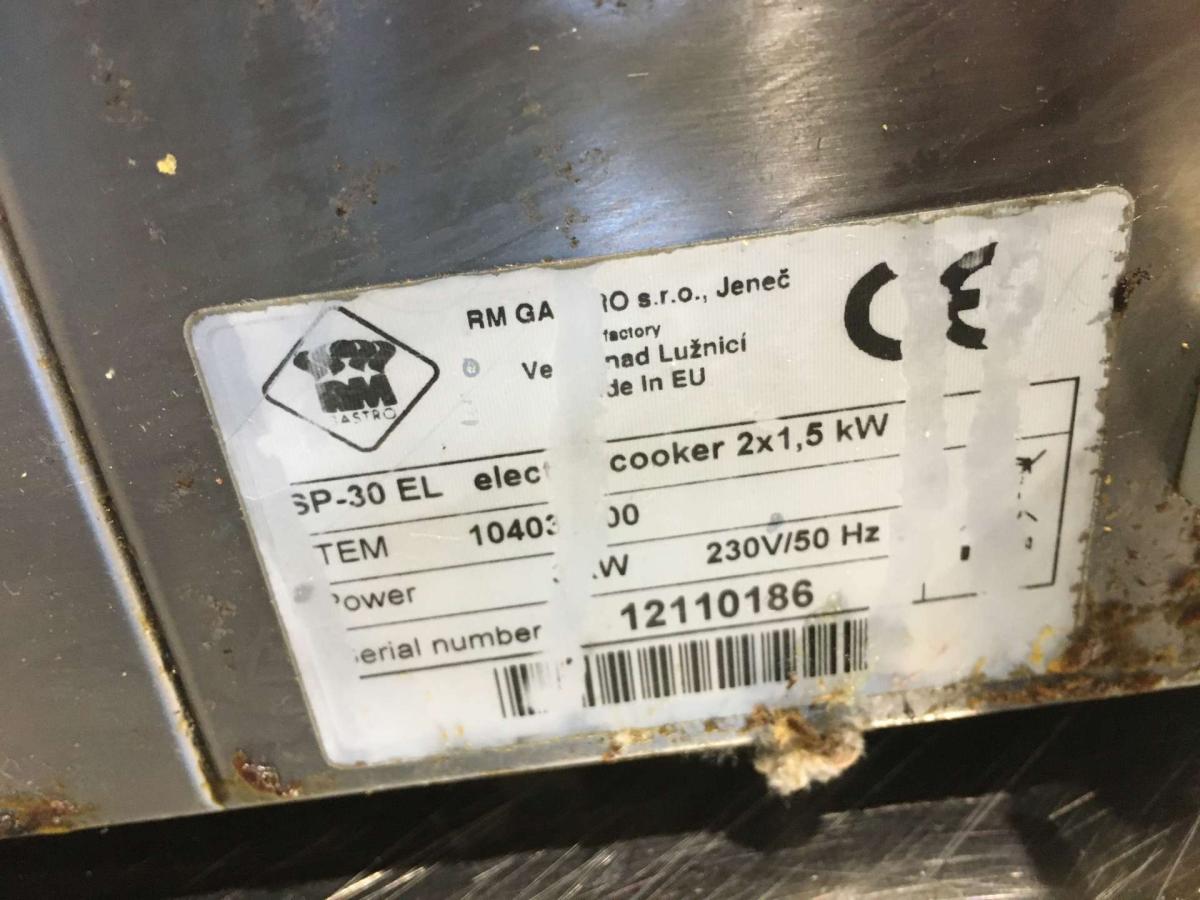 RM
GASTRO
RM GA RO s.r.o., Jeneč
factory
Ve nad Lužnicí
de In EU
CE
SP-30 EL elect cooker 2x1,5 kW
TEM 10403 00
Power W 230V/50 Hz
erial number 12110186